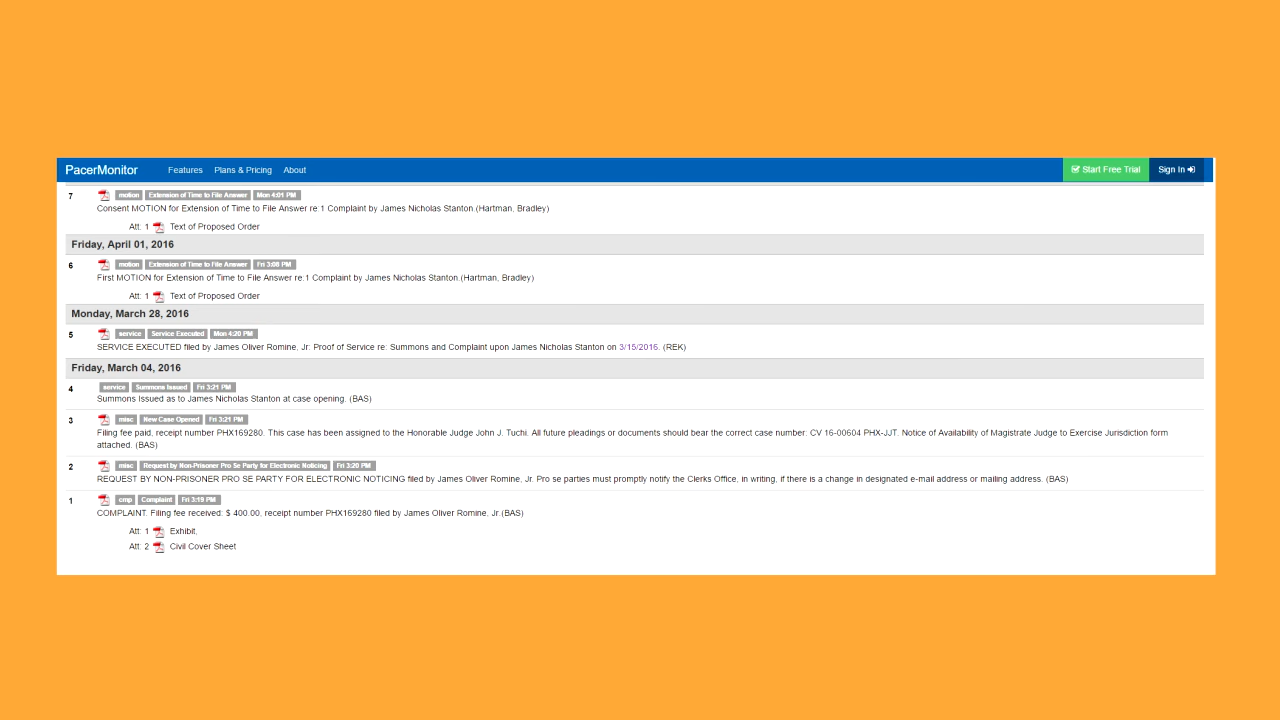 PacerMonitor Features Plans & Pricing About Start Free Trial Sign In
7 motion Extension of Time to File Answer Mon 4:01 PM
Consent MOTION for Extension of Time to File Answer re:1 Complaint by James Nicholas Stanton.(Hartman, Bradley)
Att: 1 Text of Proposed Order
Friday, April 01, 2016
6 motion Extension of Time to File Answer Fri 3:06 PM
First MOTION for Extension of Time to File Answer re:1 Complaint by James Nicholas Stanton.(Hartman, Bradley)
Att: 1 Text of Proposed Order
Monday, March 28, 2016
5 service Service Executed Mon 4:20 PM
SERVICE EXECUTED filed by James Oliver Romine, Jr: Proof of Service re: Summons and Complaint upon James Nicholas Stanton on 3/15/2016. (REK)
Friday, March 04, 2016
4 service Summons Issued Fri 3:21 PM
Summons Issued as to James Nicholas Stanton at case opening. (BAS)
3 misc New Case Opened Fri 3:21 PM
Filing fee paid, receipt number PHX169280. This case has been assigned to the Honorable Judge John J. Tuchi. All future pleadings or documents should bear the correct case number: CV 16-00604 PHX-JJT. Notice of Availability of Magistrate Judge to Exercise Jurisdiction form
attached. (BAS)
2 misc Request by Non-Prisoner Pro Se Party for Electronic Noticing Fri 3:20 PM
REQUEST BY NON-PRISONER PRO SE PARTY FOR ELECTRONIC NOTICING filed by James Oliver Romine, Jr. Pro se parties must promptly notify the Clerks Office, in writing, if there is a change in designated e-mail address or mailing address. (BAS)
1 cmp Complaint Fri 3:19 PM
COMPLAINT. Filing fee received: $ 400.00, receipt number PHX169280 filed by James Oliver Romine, Jr.(BAS)
Att: 1 Exhibit,
Att: 2 Civil Cover Sheet